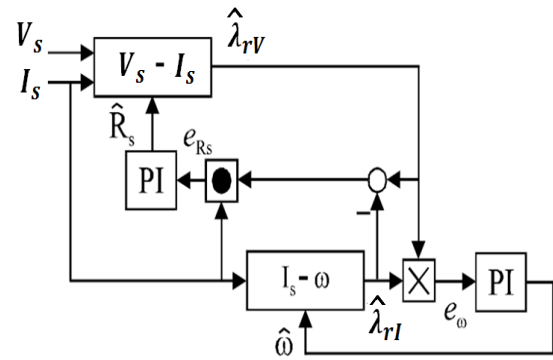 V_s
I_s
V_s - I_s
λ̂_rV
R̂_s
e_Rs
PI
−
I_s - ω
λ̂_rI
×
e_ω
PI
ω̂